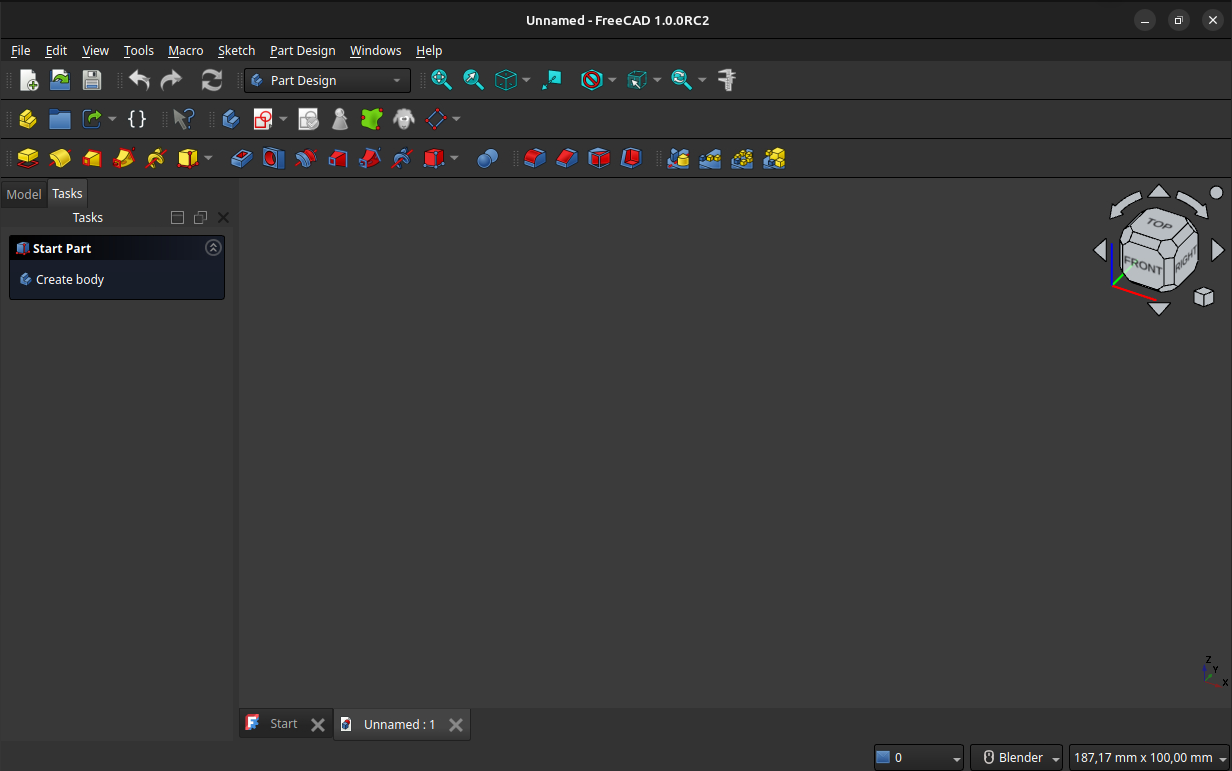 Unnamed - FreeCAD 1.0.0RC2
File Edit View Tools Macro Sketch Part Design Windows Help
Part Design
{}
Model Tasks
Tasks
Start Part
Create body
TOP
FRONT
RIGHT
Z
Y
X
Start Unnamed : 1
0 Blender 187,17 mm x 100,00 mm